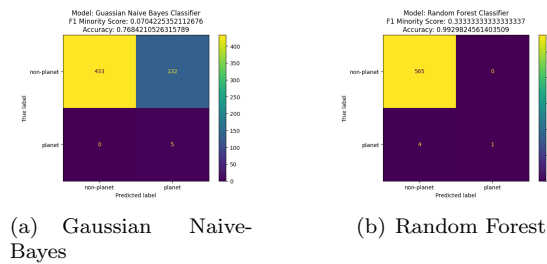 Model: Guassian Naive Bayes Classifier
F1 Minority Score: 0.0704225352112676
Accuracy: 0.7684210526315789
non-planet
planet
True label
433
132
0
5
non-planet
planet
Predicted label
400
350
300
250
200
150
100
50
0
Model: Random Forest Classifier
F1 Minority Score: 0.33333333333333337
Accuracy: 0.9929824561403509
non-planet
planet
True label
565
0
4
1
non-planet
planet
Predicted label
(a) Gaussian Naive-
Bayes
(b) Random Forest